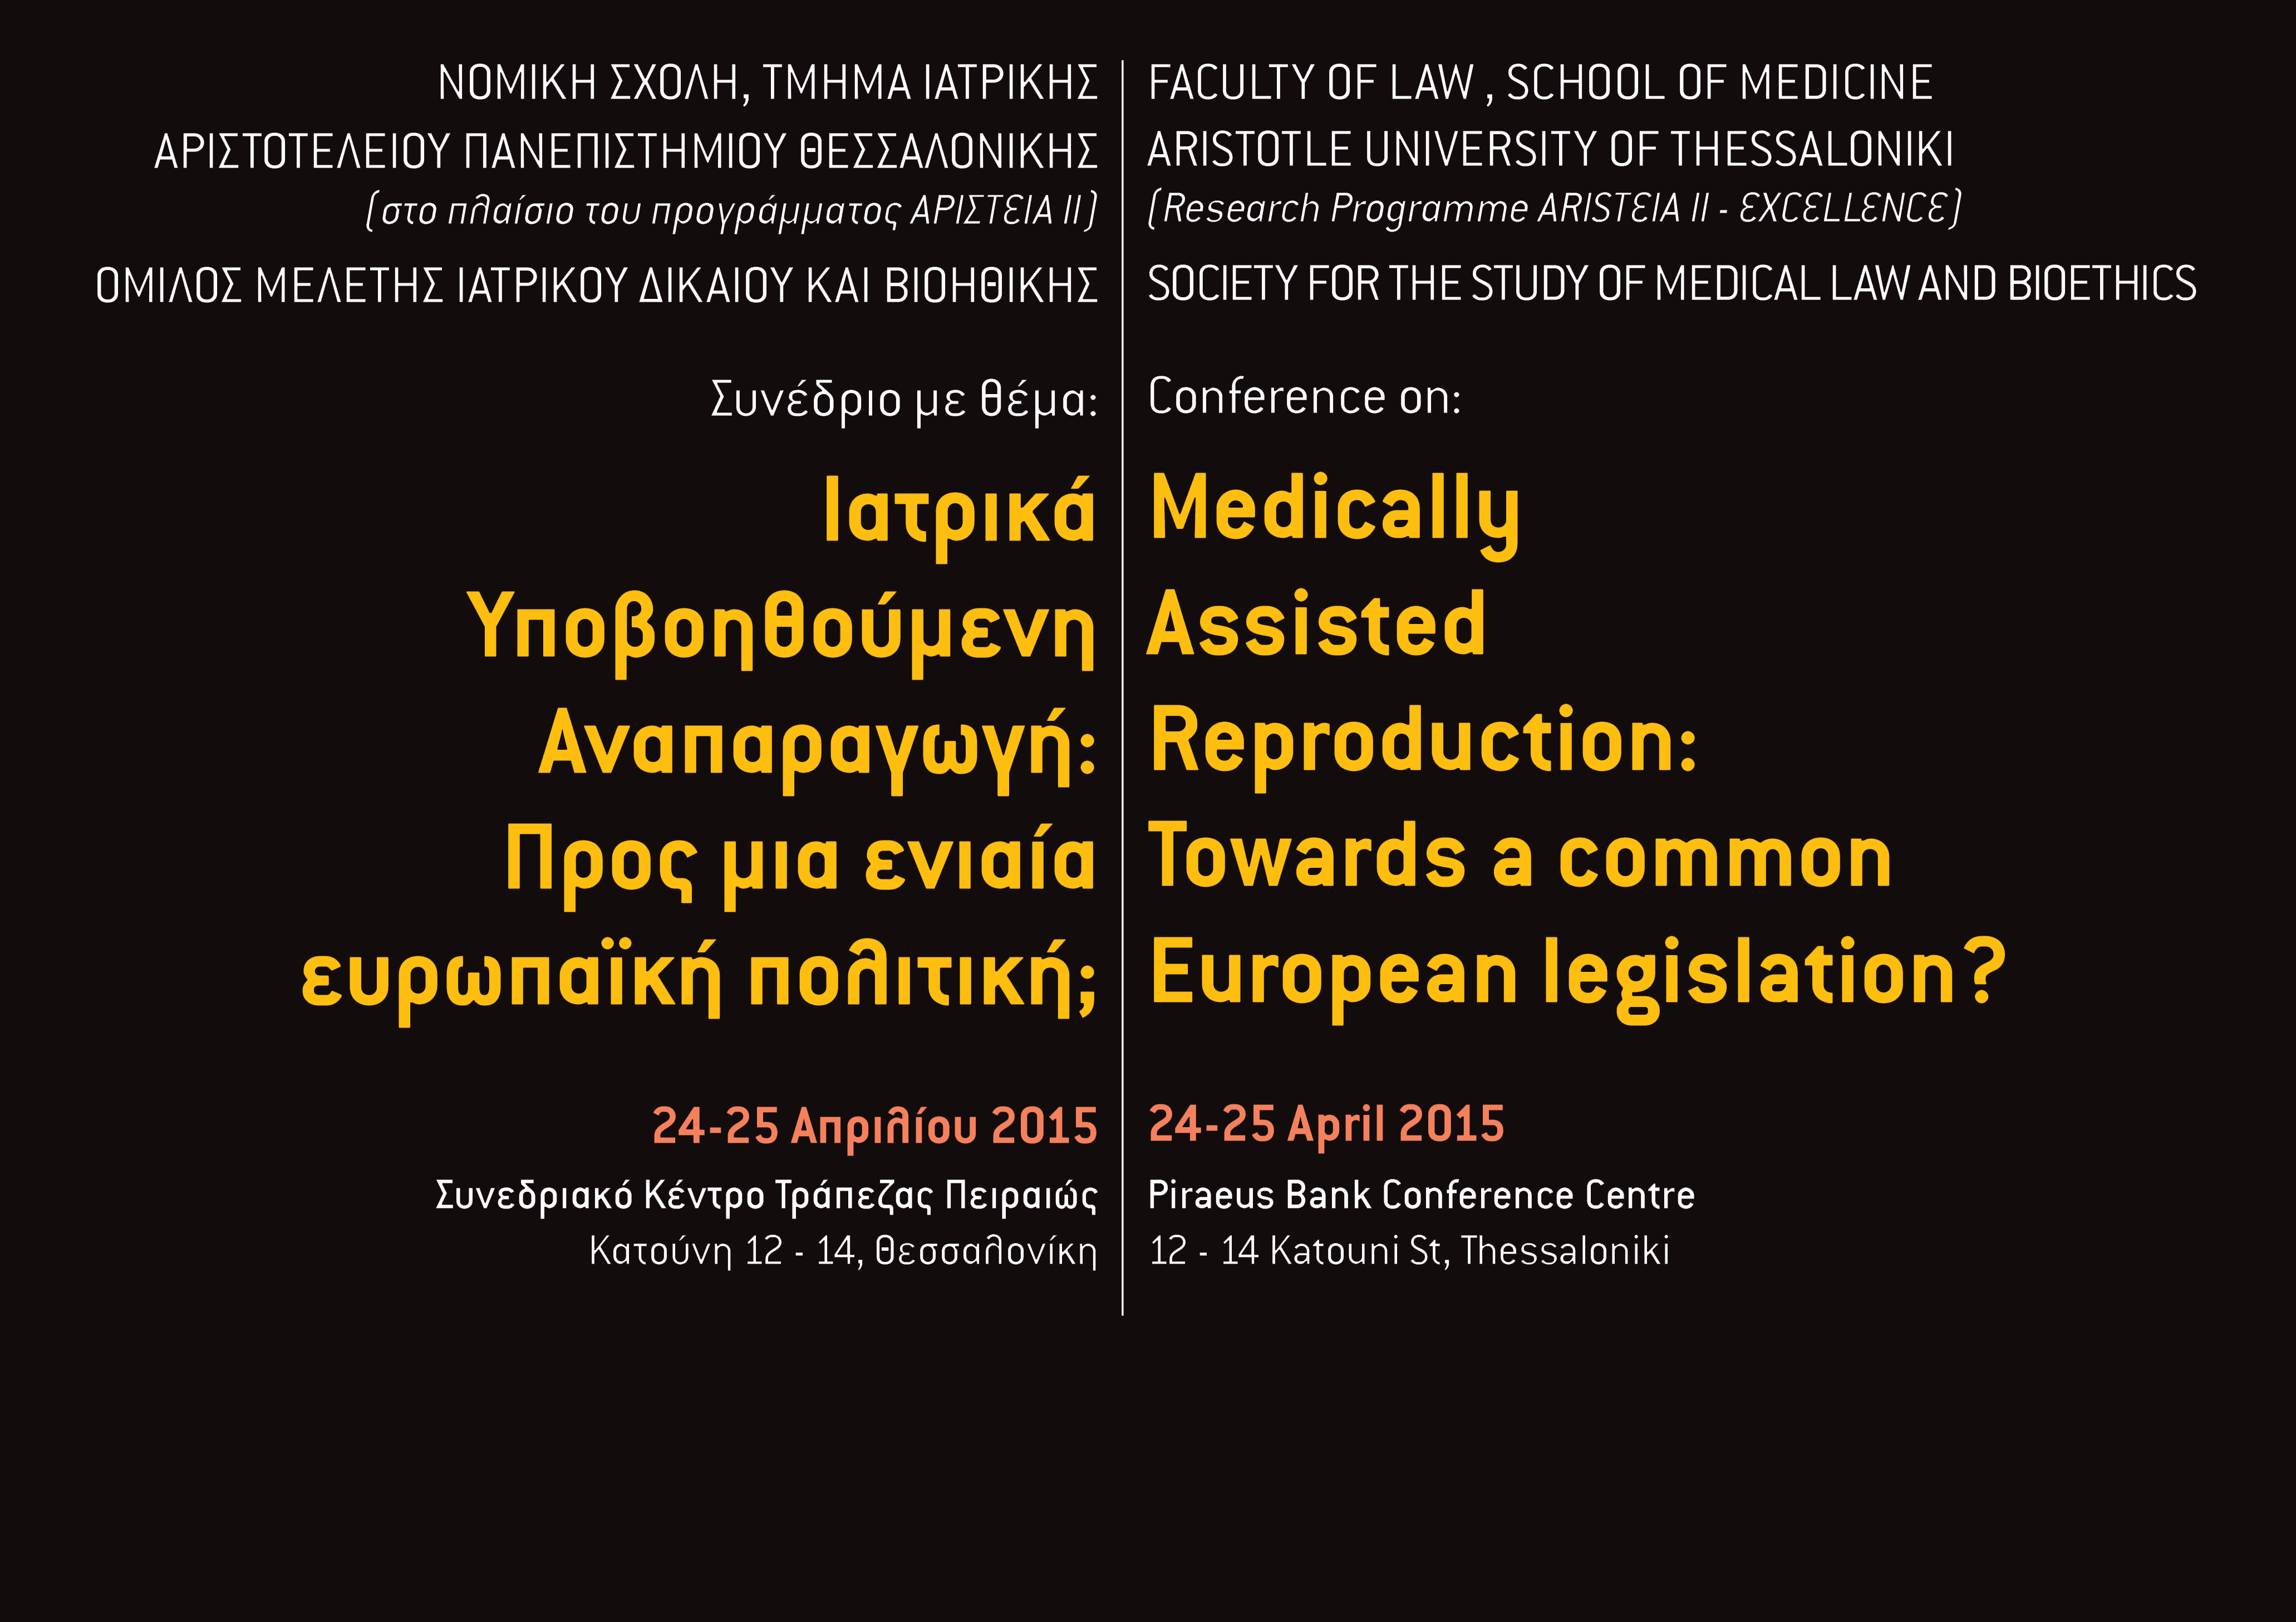 ΝΟΜΙΚΗ ΣΧΟΛΗ, ΤΜΗΜΑ ΙΑΤΡΙΚΗΣ
ΑΡΙΣΤΟΤΕΛΕΙΟΥ ΠΑΝΕΠΙΣΤΗΜΙΟΥ ΘΕΣΣΑΛΟΝΙΚΗΣ
(στο πλαίσιο του προγράμματος ΑΡΙΣΤΕΙΑ ΙΙ)
ΟΜΙΛΟΣ ΜΕΛΕΤΗΣ ΙΑΤΡΙΚΟΥ ΔΙΚΑΙΟΥ ΚΑΙ ΒΙΟΗΘΙΚΗΣ
Συνέδριο με θέμα:
Ιατρικά
Υποβοηθούμενη
Αναπαραγωγή:
Προς μια ενιαία
ευρωπαϊκή πολιτική;
24-25 Απριλίου 2015
Συνεδριακό Κέντρο Τράπεζας Πειραιώς
Κατούνη 12 - 14, Θεσσαλονίκη
FACULTY OF LAW , SCHOOL OF MEDICINE
ARISTOTLE UNIVERSITY OF THESSALONIKI
(Research Programme ARISTEIA II - EXCELLENCE)
SOCIETY FOR THE STUDY OF MEDICAL LAW AND BIOETHICS
Conference on:
Medically
Assisted
Reproduction:
Towards a common
European legislation?
24-25 April 2015
Piraeus Bank Conference Centre
12 - 14 Katouni St, Thessaloniki